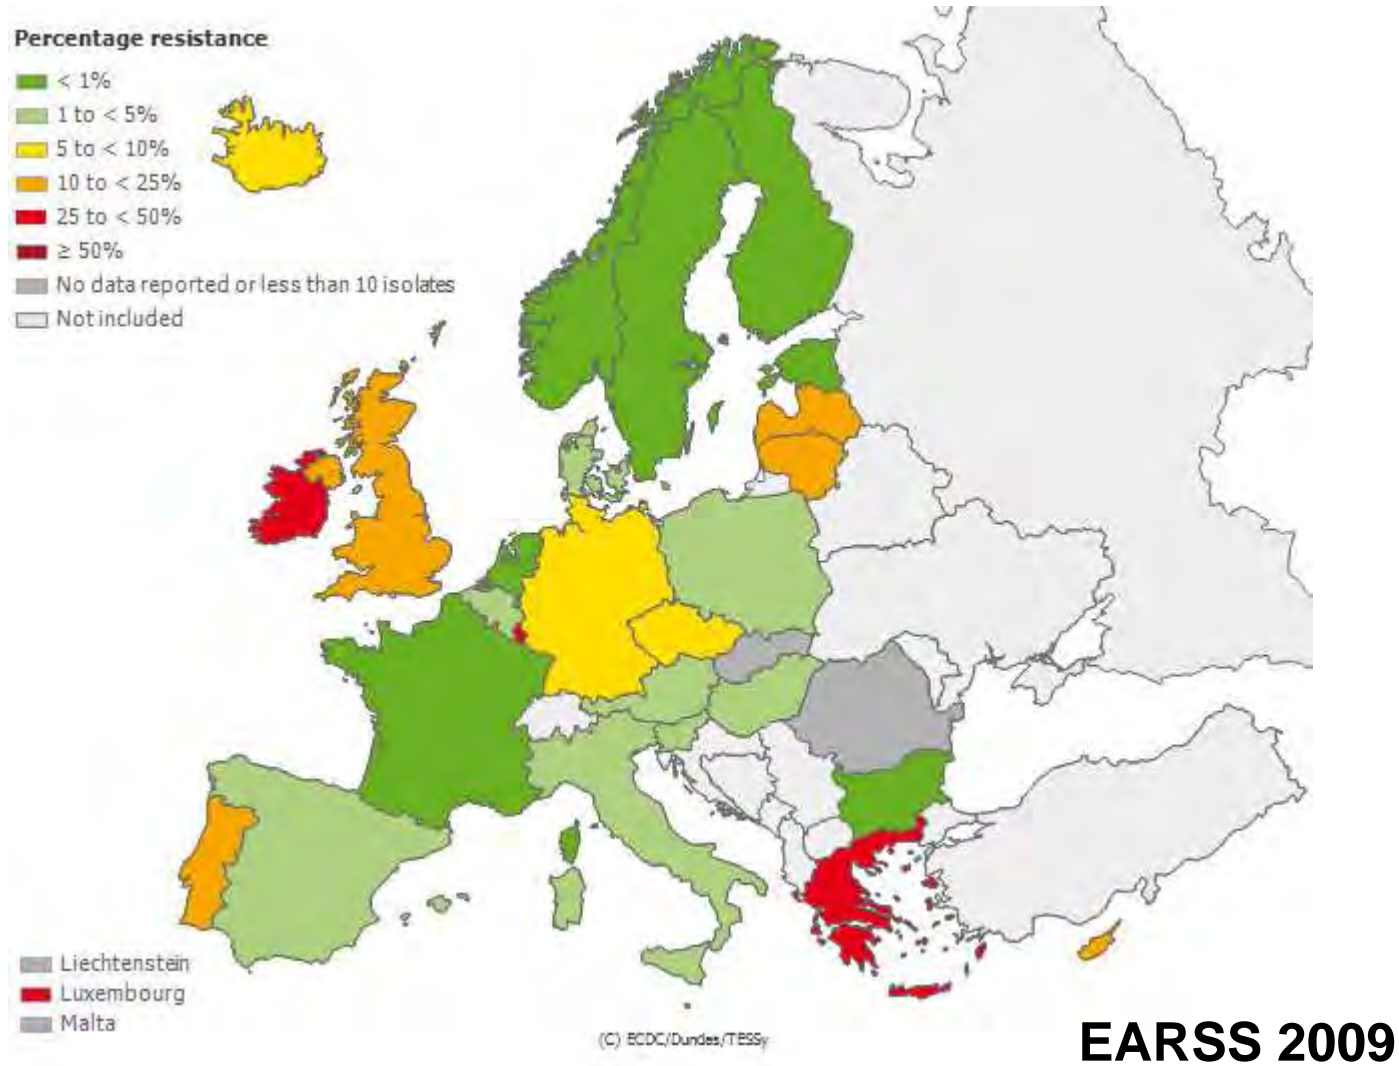 Percentage resistance
< 1%
1 to < 5%
5 to < 10%
10 to < 25%
25 to < 50%
≥ 50%
No data reported or less than 10 isolates
Not included
Liechtenstein
Luxembourg
Malta
(C) ECDC/Dundas/TESSy
EARSS 2009